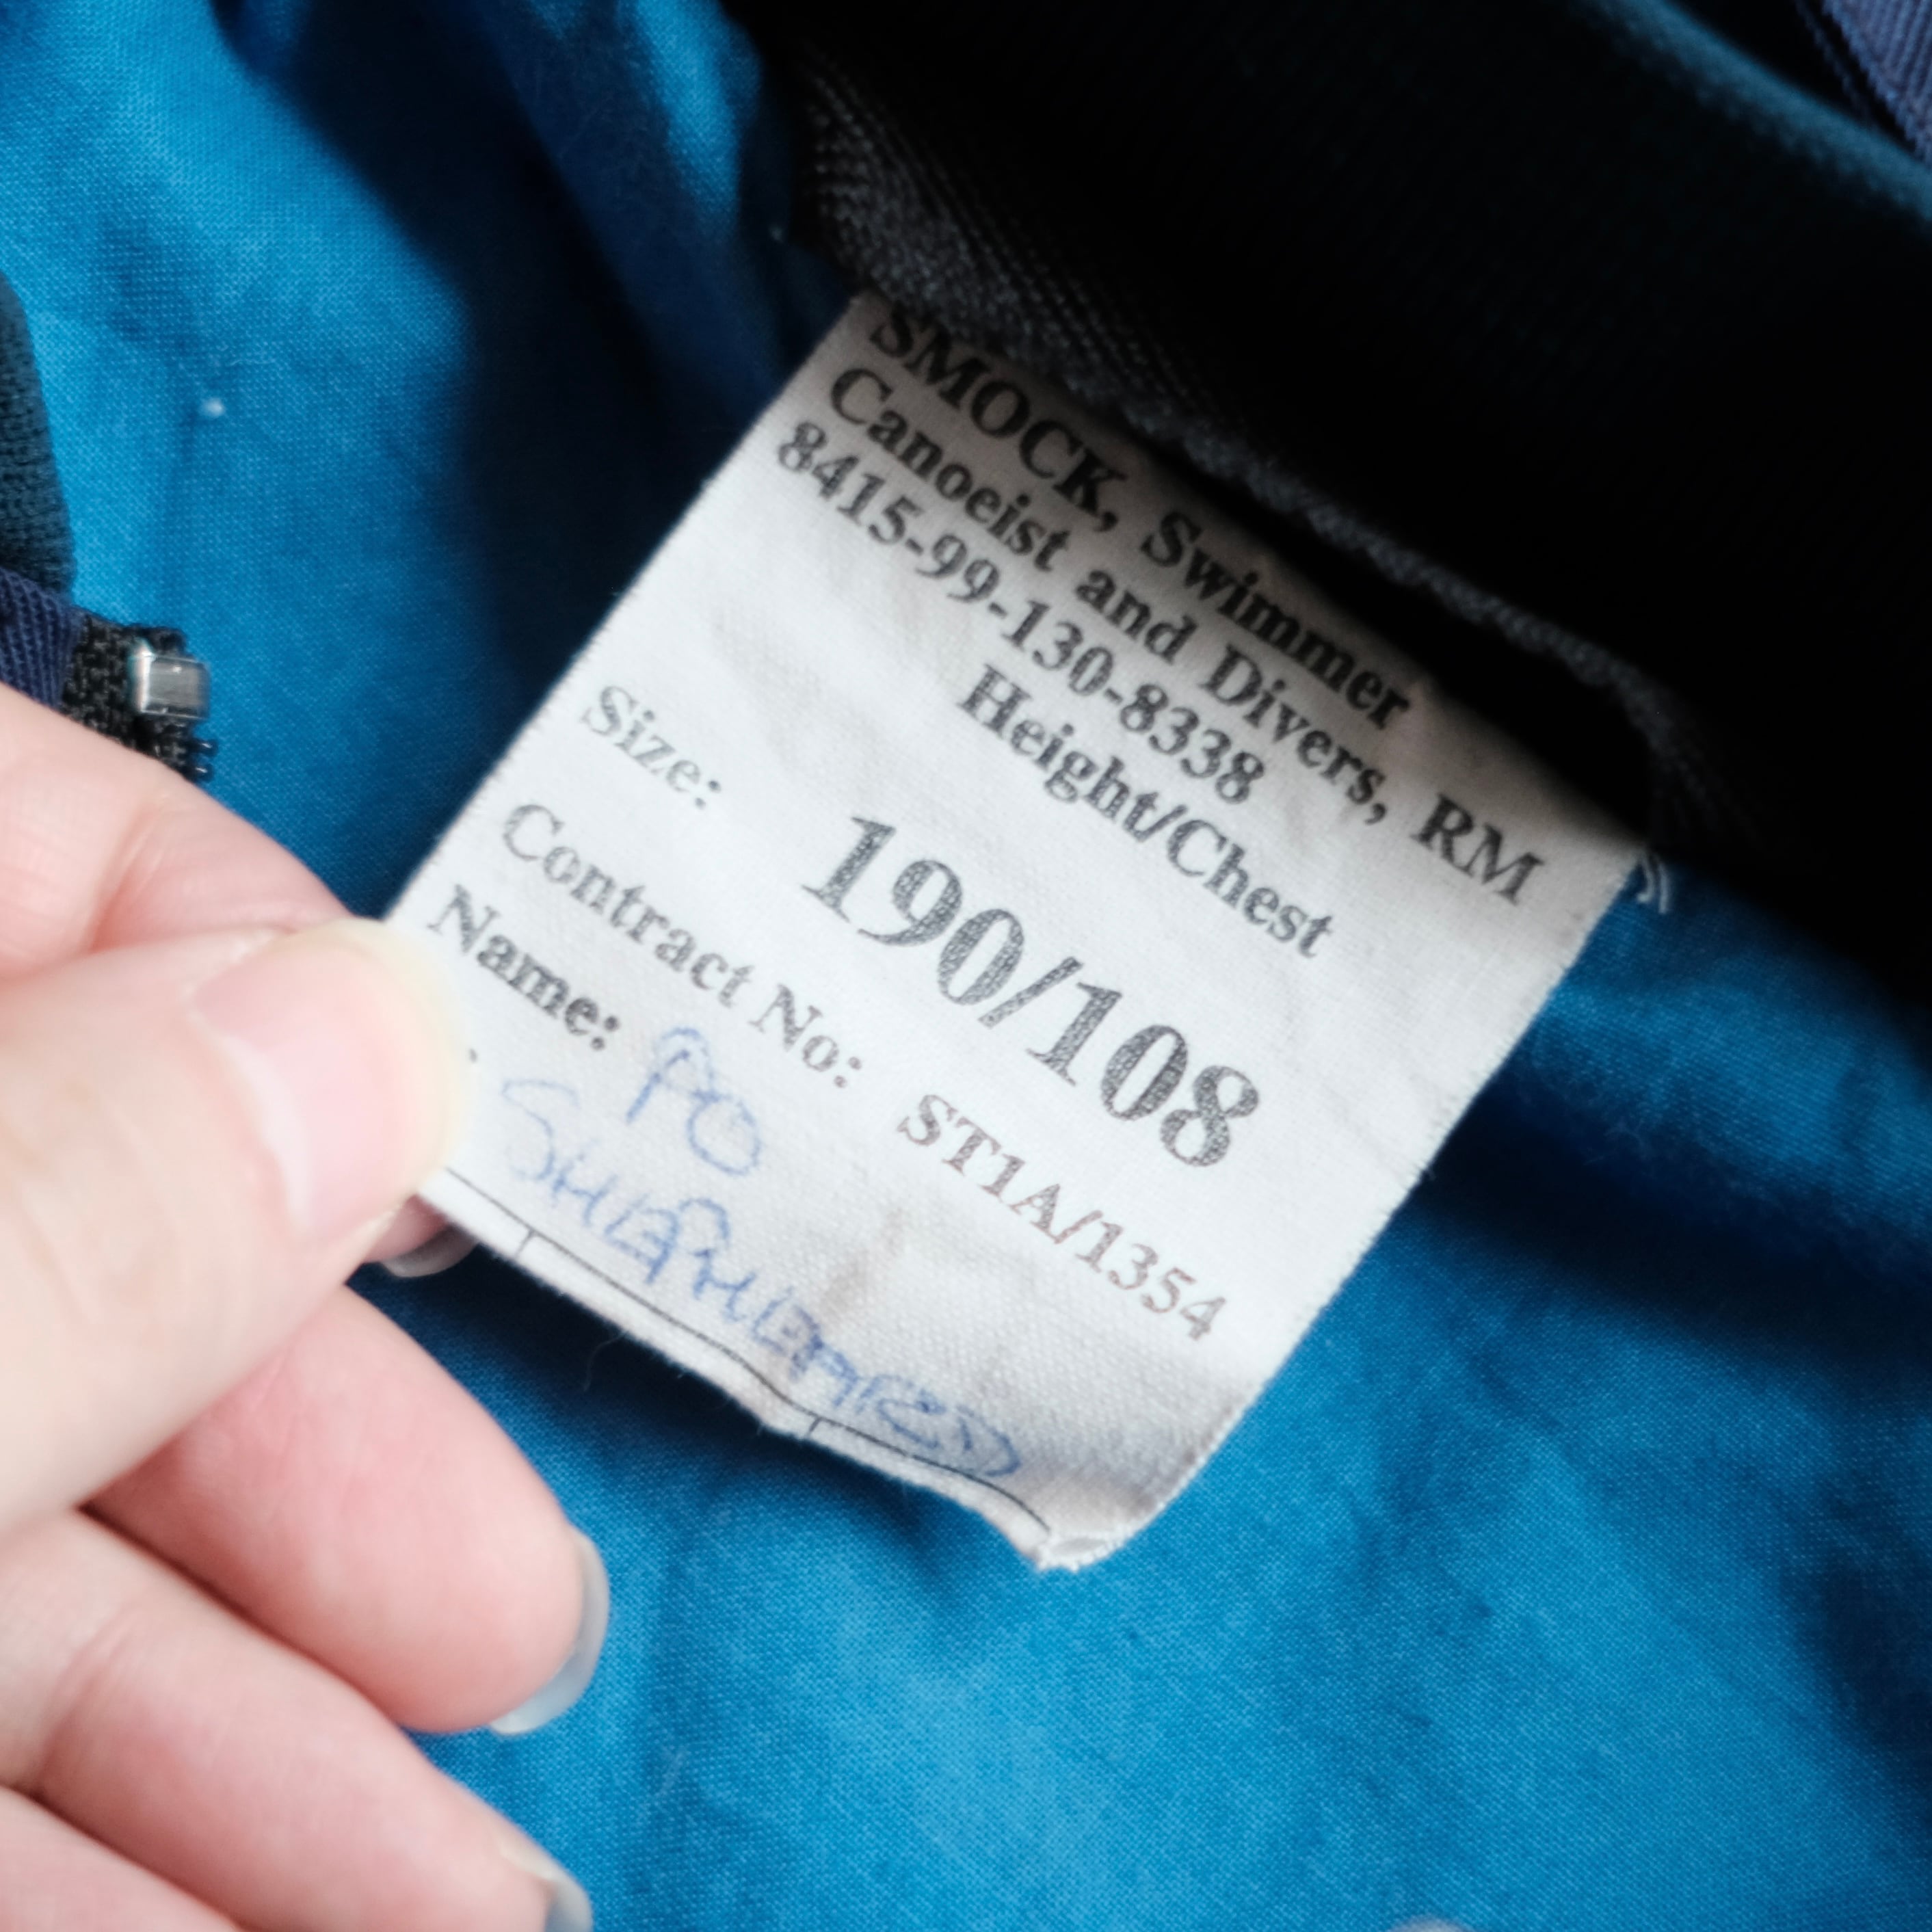 SMOCK, Swimmer
Canoeist and Divers, RM
8415-99-130-8338
Height/Chest
Size: 190/108
Contract No: ST1A/1354
Name: PO
SHEPHEARD